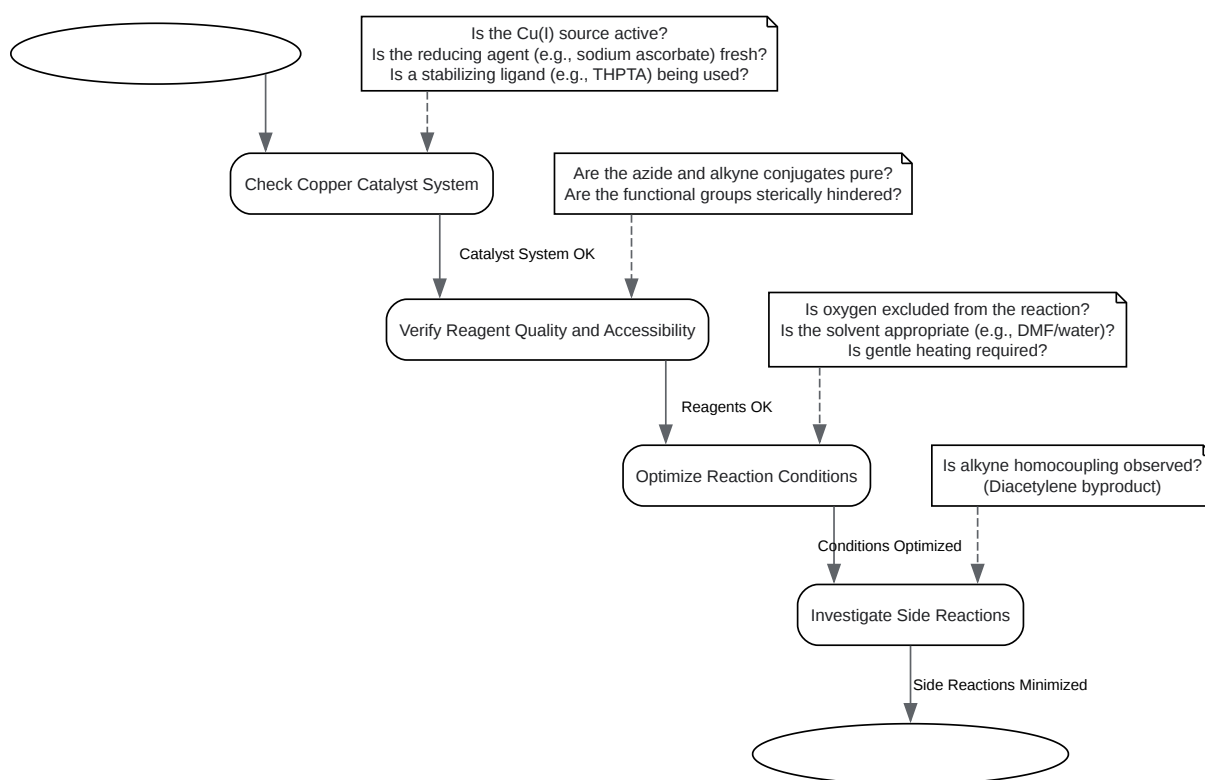 Is the Cu(I) source active?
Is the reducing agent (e.g., sodium ascorbate) fresh?
Is a stabilizing ligand (e.g., THPTA) being used?
Check Copper Catalyst System
Are the azide and alkyne conjugates pure?
Are the functional groups sterically hindered?
Catalyst System OK
Verify Reagent Quality and Accessibility
Is oxygen excluded from the reaction?
Is the solvent appropriate (e.g., DMF/water)?
Is gentle heating required?
Reagents OK
Optimize Reaction Conditions
Is alkyne homocoupling observed?
(Diacetylene byproduct)
Conditions Optimized
Investigate Side Reactions
Side Reactions Minimized